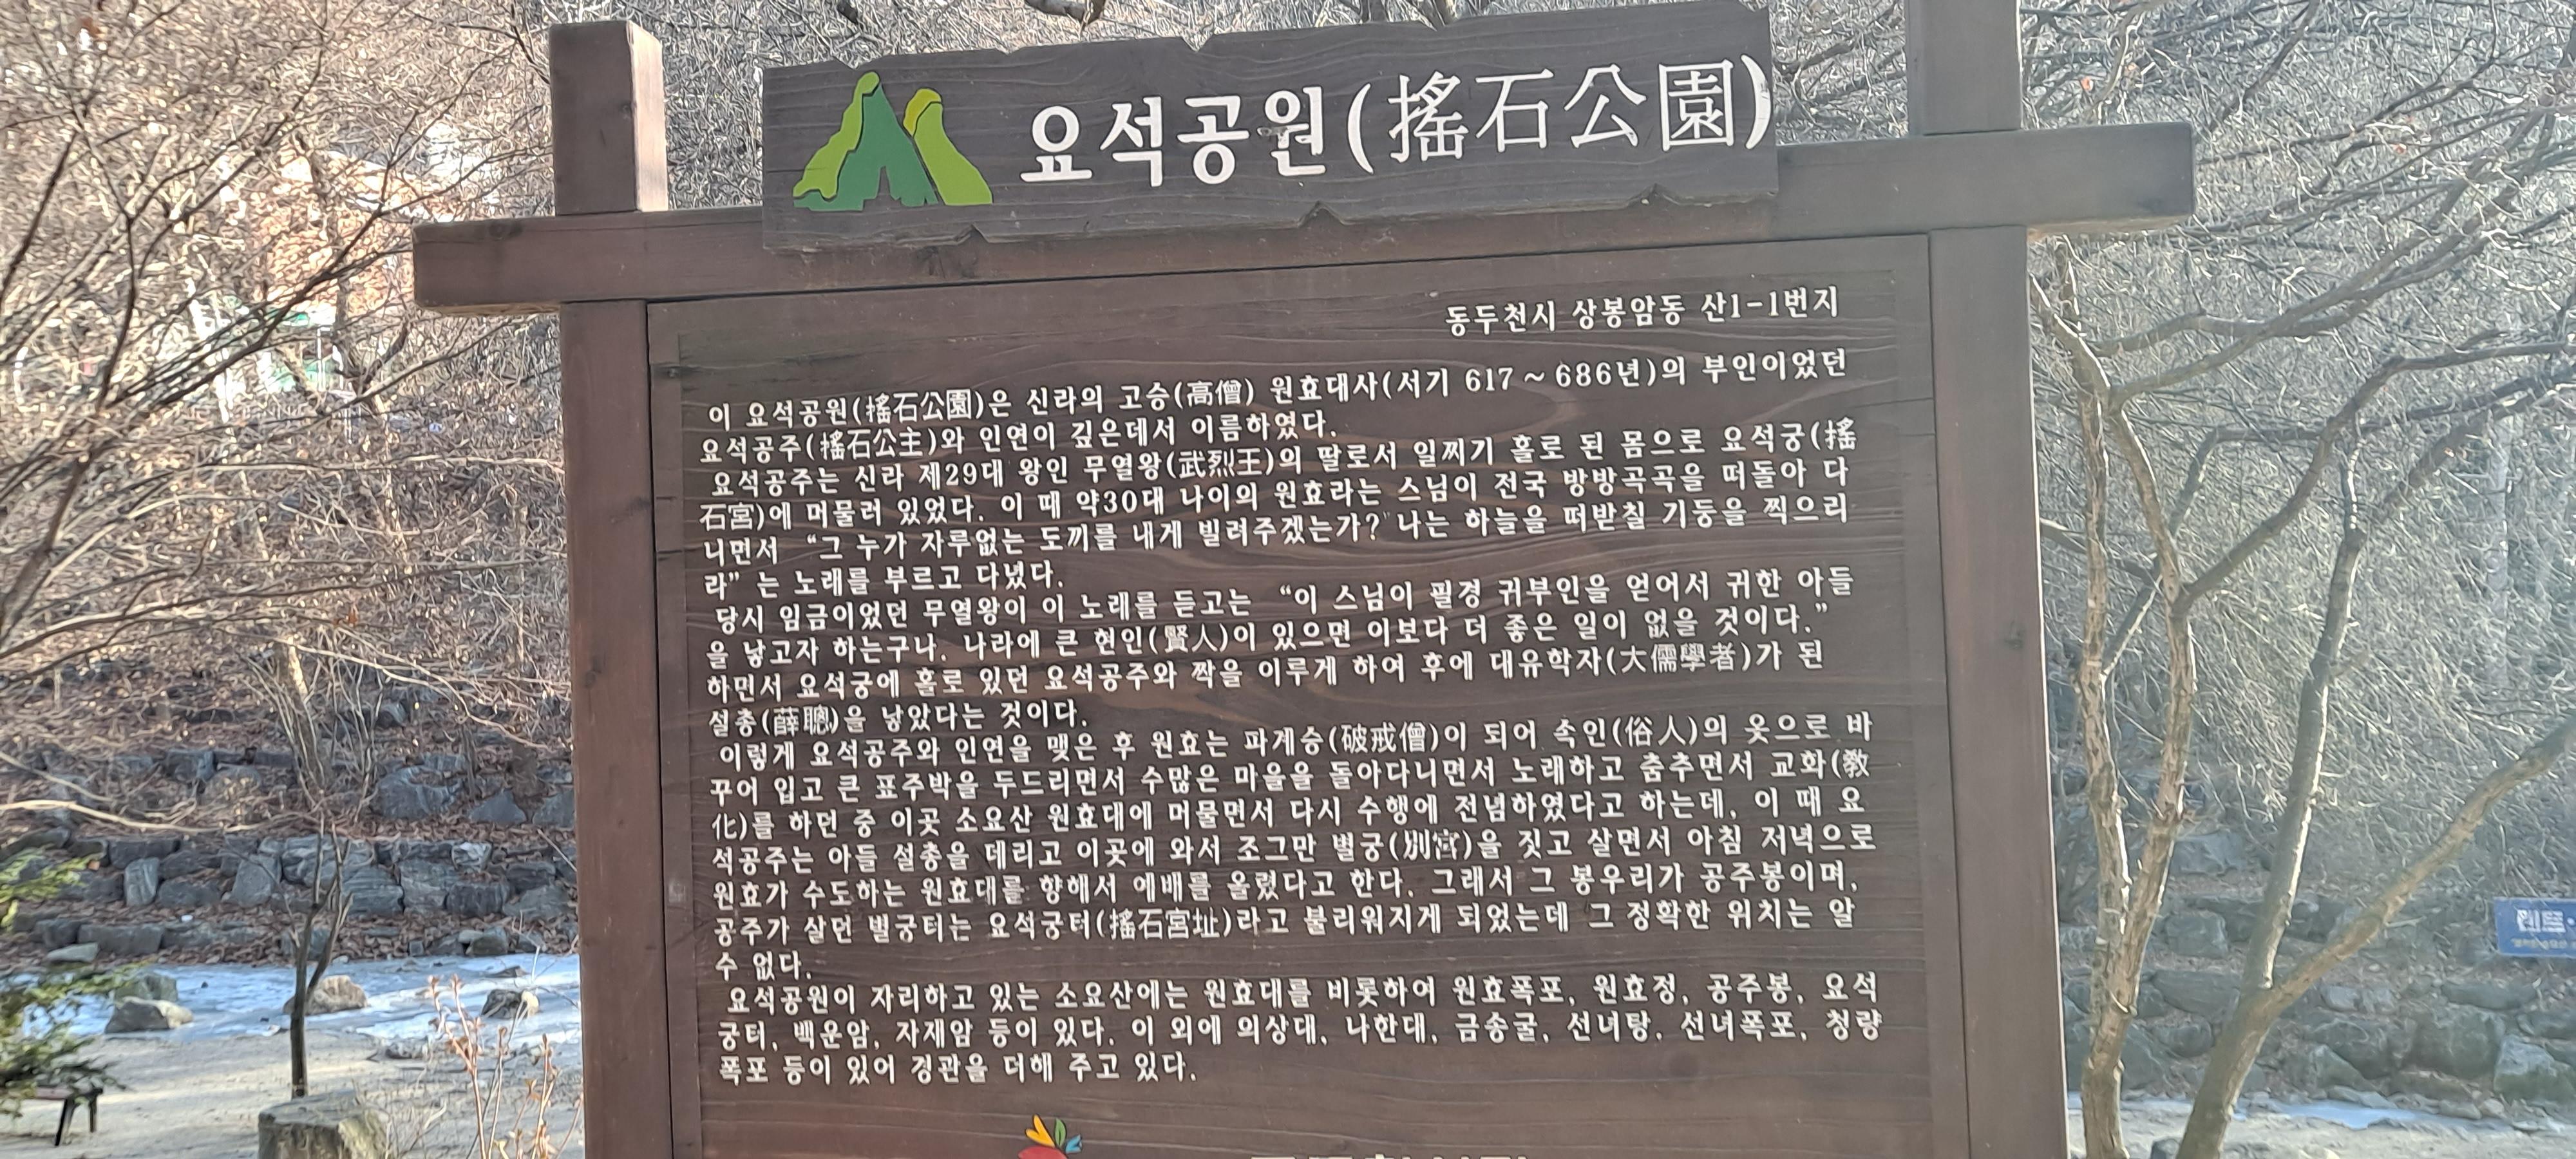 요석공원(搖石公園)
동두천시 상봉암동 산1-1번지
이 요석공원(搖石公園)은 신라의 고승(高僧) 원효대사(서기 617~686년)의 부인이었던
요석공주(搖石公主)와 인연이 깊은데서 이름하였다.
요석공주는 신라 제29대 왕인 무열왕(武烈王)의 딸로서 일찌기 홀로 된 몸으로 요석궁(搖
石宮)에 머물러 있었다. 이 때 약30대 나이의 원효라는 스님이 전국 방방곡곡을 떠돌아 다
니면서 “그 누가 자루없는 도끼를 내게 빌려주겠는가? 나는 하늘을 떠받칠 기둥을 찍으리
라” 는 노래를 부르고 다녔다.
당시 임금이었던 무열왕이 이 노래를 듣고는 “이 스님이 필경 귀부인을 얻어서 귀한 아들
을 낳고자 하는구나. 나라에 큰 현인(賢人)이 있으면 이보다 더 좋은 일이 없을 것이다.”
하면서 요석궁에 홀로 있던 요석공주와 짝을 이루게 하여 후에 대유학자(大儒學者)가 된
설총(薛聰)을 낳았다는 것이다.
이렇게 요석공주와 인연을 맺은 후 원효는 파계승(破戒僧)이 되어 속인(俗人)의 옷으로 바
꾸어 입고 큰 표주박을 두드리면서 수많은 마을을 돌아다니면서 노래하고 춤추면서 교화(敎
化)를 하던 중 이곳 소요산 원효대에 머물면서 다시 수행에 전념하였다고 하는데, 이 때 요
석공주는 아들 설총을 데리고 이곳에 와서 조그만 별궁(別宮)을 짓고 살면서 아침 저녁으로
원효가 수도하는 원효대를 향해서 예배를 올렸다고 한다. 그래서 그 봉우리가 공주봉이며,
공주가 살던 별궁터는 요석궁터(搖石宮址)라고 불리워지게 되었는데 그 정확한 위치는 알
수 없다.
요석공원이 자리하고 있는 소요산에는 원효대를 비롯하여 원효폭포, 원효정, 공주봉, 요석
궁터, 백운암, 자재암 등이 있다. 이 외에 의상대, 나한대, 금송굴, 선녀탕, 선녀폭포, 청량
폭포 등이 있어 경관을 더해 주고 있다.